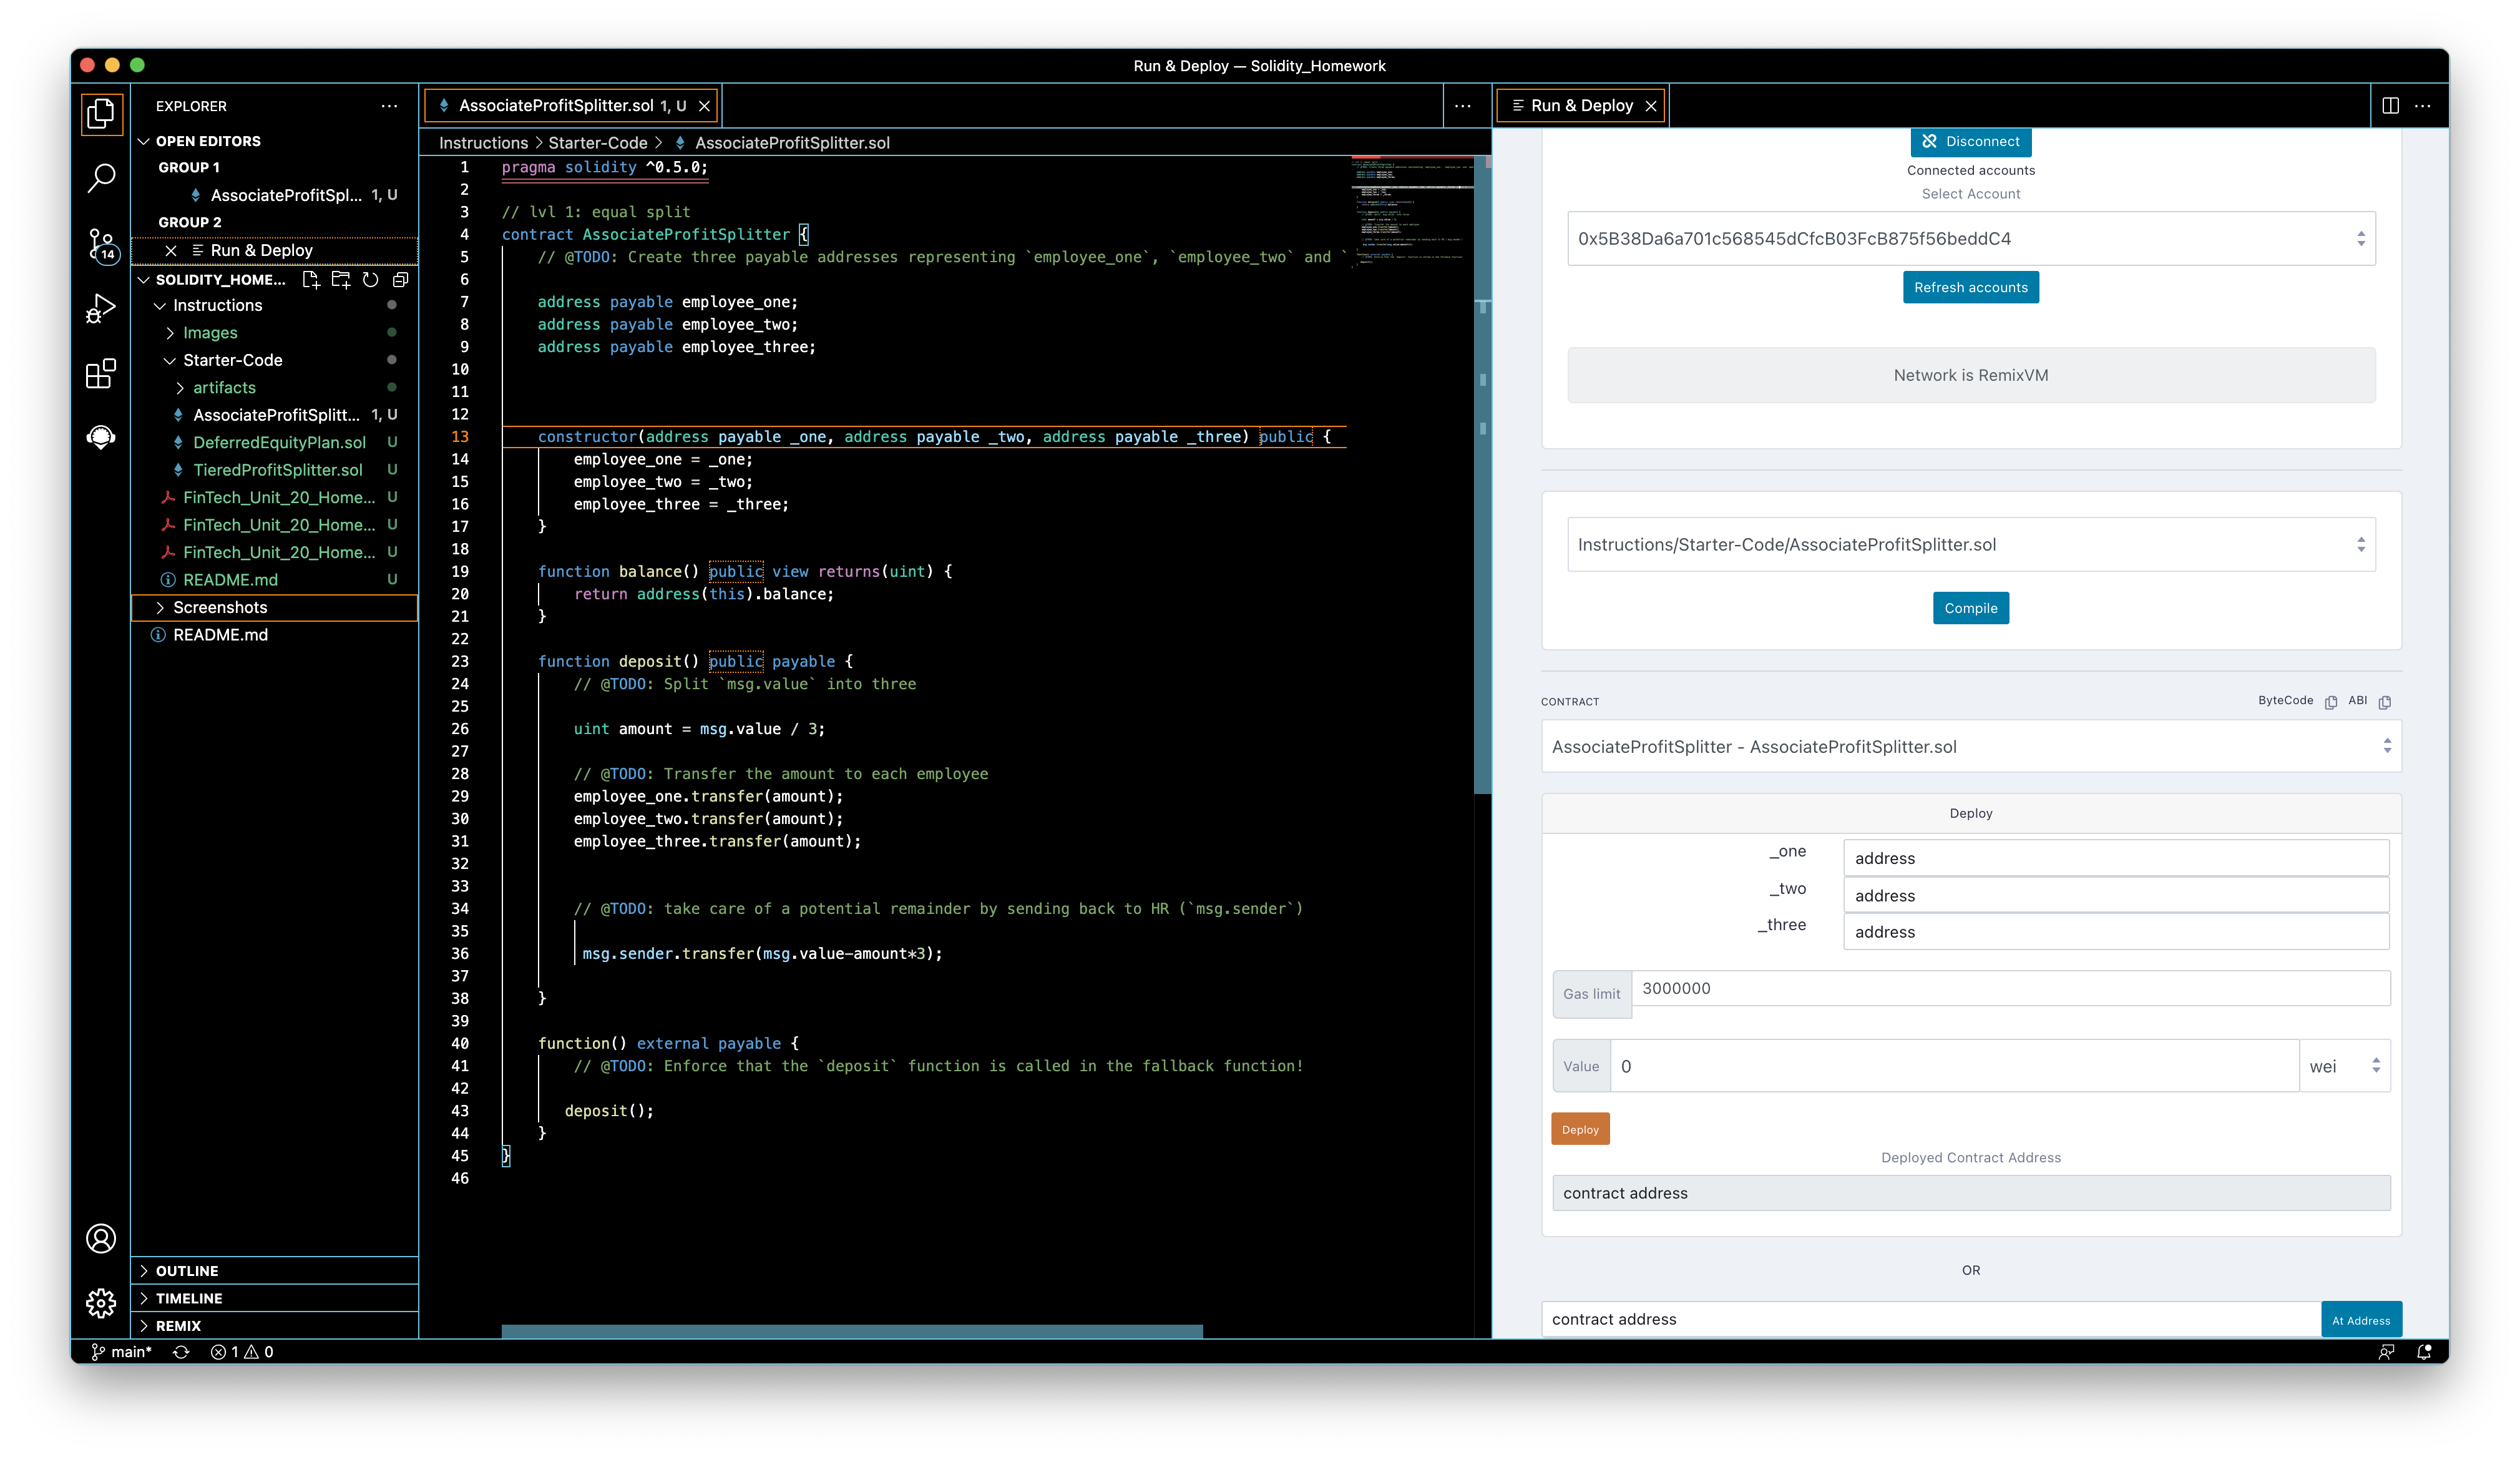 Run & Deploy — Solidity_Homework
EXPLORER
OPEN EDITORS
GROUP 1
AssociateProfitSpl... 1, U
GROUP 2
Run & Deploy
SOLIDITY_HOME...
Instructions
Images
Starter-Code
artifacts
AssociateProfitSplitt... 1, U
DeferredEquityPlan.sol U
TieredProfitSplitter.sol U
FinTech_Unit_20_Home... U
FinTech_Unit_20_Home... U
FinTech_Unit_20_Home... U
README.md U
Screenshots
README.md
14
OUTLINE
TIMELINE
REMIX
main* 1 0
AssociateProfitSplitter.sol 1, U
Instructions > Starter-Code > AssociateProfitSplitter.sol
1 pragma solidity ^0.5.0;
2
3 // lvl 1: equal split
4 contract AssociateProfitSplitter {
5 // @TODO: Create three payable addresses representing `employee_one`, `employee_two` and `
6
7 address payable employee_one;
8 address payable employee_two;
9 address payable employee_three;
10
11
12
13 constructor(address payable _one, address payable _two, address payable _three) public {
14 employee_one = _one;
15 employee_two = _two;
16 employee_three = _three;
17 }
18
19 function balance() public view returns(uint) {
20 return address(this).balance;
21 }
22
23 function deposit() public payable {
24 // @TODO: Split `msg.value` into three
25
26 uint amount = msg.value / 3;
27
28 // @TODO: Transfer the amount to each employee
29 employee_one.transfer(amount);
30 employee_two.transfer(amount);
31 employee_three.transfer(amount);
32
33
34 // @TODO: take care of a potential remainder by sending back to HR (`msg.sender`)
35
36 msg.sender.transfer(msg.value-amount*3);
37
38 }
39
40 function() external payable {
41 // @TODO: Enforce that the `deposit` function is called in the fallback function!
42
43 deposit();
44 }
45 }
46
Run & Deploy
Disconnect
Connected accounts
Select Account
0x5B38Da6a701c568545dCfcB03FcB875f56beddC4
Refresh accounts
Network is RemixVM
Instructions/Starter-Code/AssociateProfitSplitter.sol
Compile
CONTRACT ByteCode ABI
AssociateProfitSplitter - AssociateProfitSplitter.sol
Deploy
_one address
_two address
_three address
Gas limit 3000000
Value 0 wei
Deploy
Deployed Contract Address
contract address
OR
contract address At Address